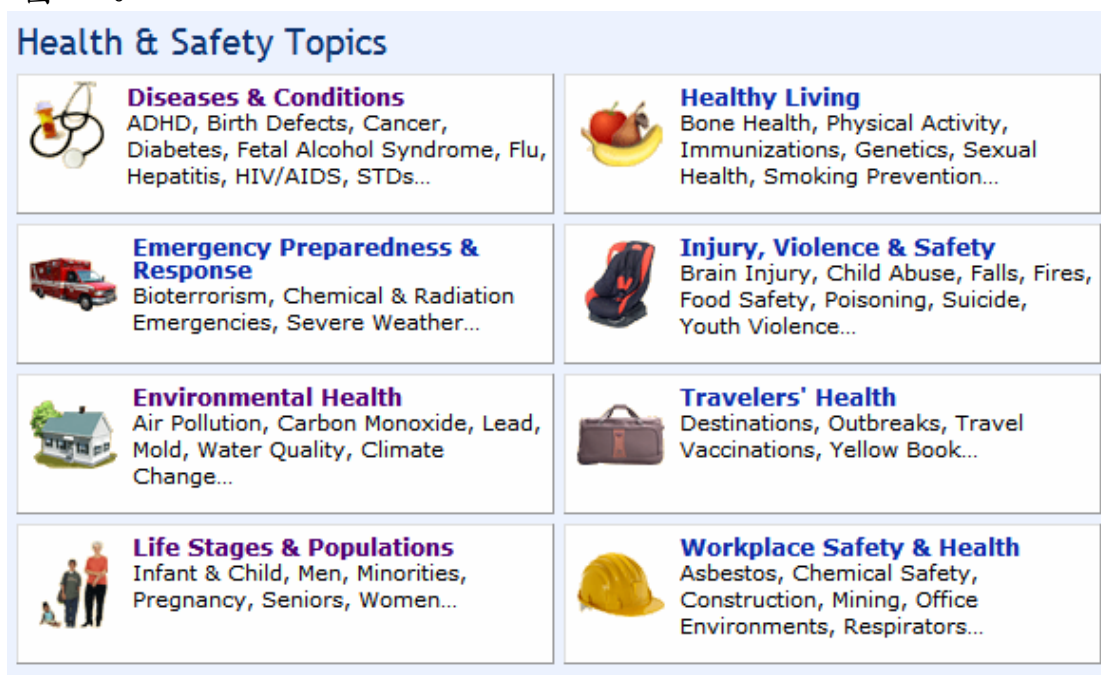 Health & Safety Topics
Diseases & Conditions
ADHD, Birth Defects, Cancer,
Diabetes, Fetal Alcohol Syndrome, Flu,
Hepatitis, HIV/AIDS, STDs...
Healthy Living
Bone Health, Physical Activity,
Immunizations, Genetics, Sexual
Health, Smoking Prevention...
Emergency Preparedness &
Response
Bioterrorism, Chemical & Radiation
Emergencies, Severe Weather...
Injury, Violence & Safety
Brain Injury, Child Abuse, Falls, Fires,
Food Safety, Poisoning, Suicide,
Youth Violence...
Environmental Health
Air Pollution, Carbon Monoxide, Lead,
Mold, Water Quality, Climate
Change...
Travelers' Health
Destinations, Outbreaks, Travel
Vaccinations, Yellow Book...
Life Stages & Populations
Infant & Child, Men, Minorities,
Pregnancy, Seniors, Women...
Workplace Safety & Health
Asbestos, Chemical Safety,
Construction, Mining, Office
Environments, Respirators...